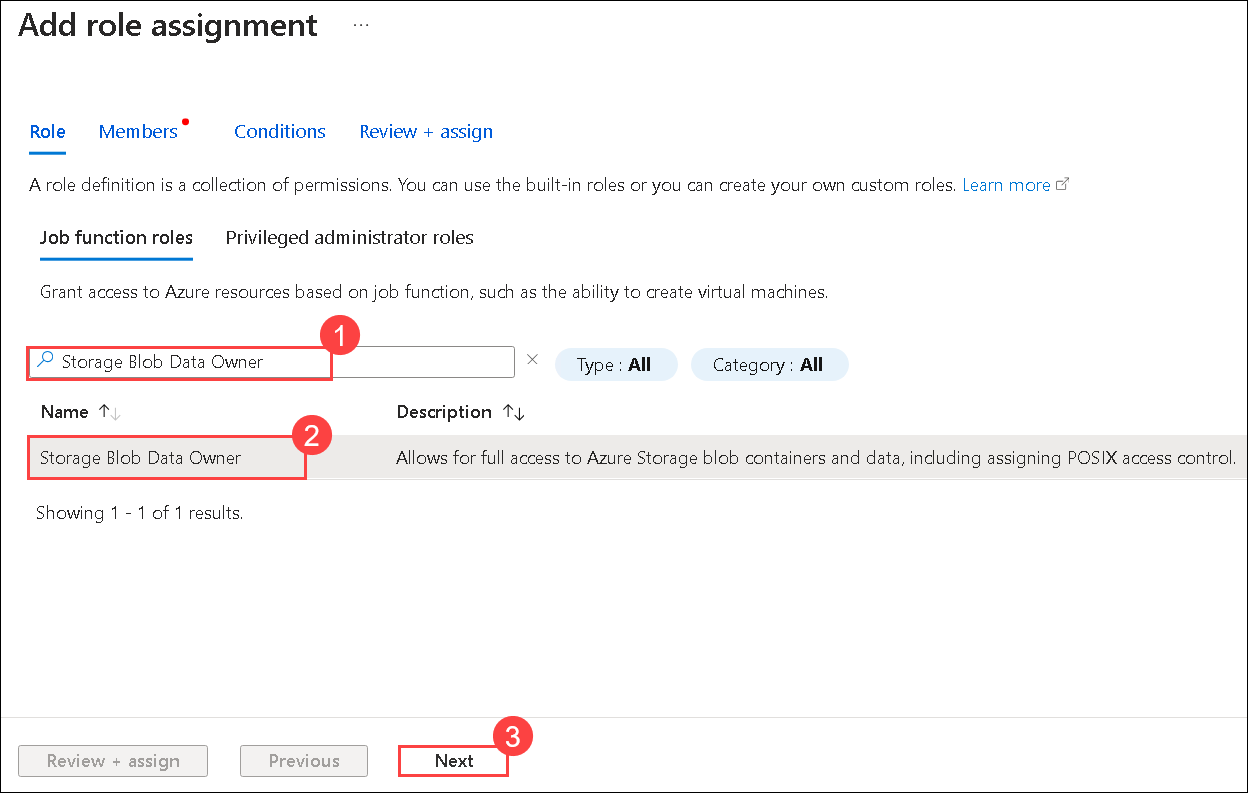 Add role assignment ...
Role Members Conditions Review + assign
A role definition is a collection of permissions. You can use the built-in roles or you can create your own custom roles. Learn more
Job function roles Privileged administrator roles
Grant access to Azure resources based on job function, such as the ability to create virtual machines.
1
Storage Blob Data Owner × Type : All Category : All
Name ↑↓ Description ↑↓
2
Storage Blob Data Owner Allows for full access to Azure Storage blob containers and data, including assigning POSIX access control.
Showing 1 - 1 of 1 results.
3
Review + assign Previous Next